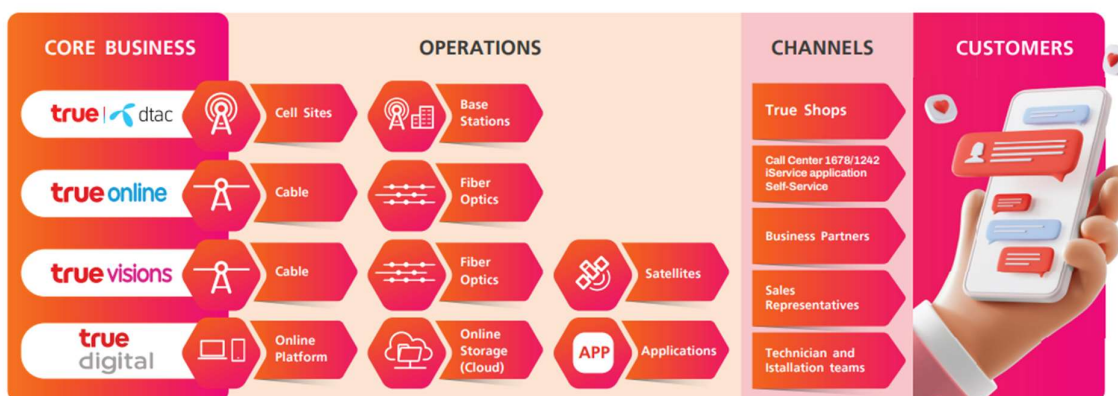 CORE BUSINESS
OPERATIONS
CHANNELS
CUSTOMERS
true dtac
Cell Sites
Base
Stations
true online
Cable
Fiber
Optics
true visions
Cable
Fiber
Optics
Satellites
true
digital
Online
Platform
Online
Storage
(Cloud)
APP
Applications
True Shops
Call Center 1678/1242
iService application
Self-Service
Business Partners
Sales
Representatives
Technician and
Istallation teams